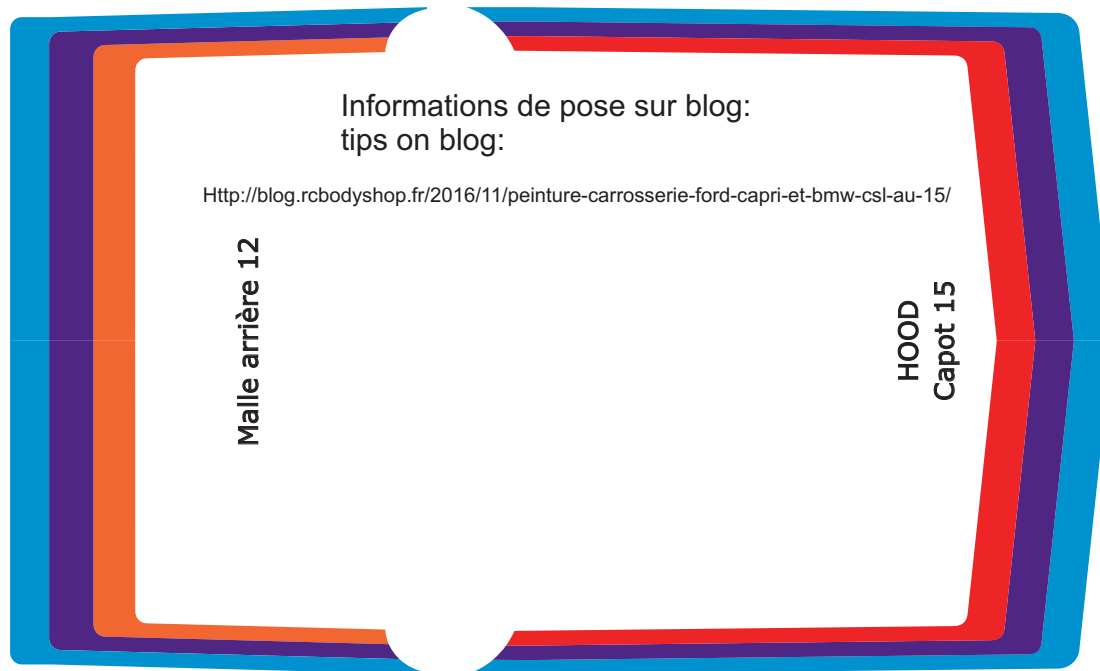 Informations de pose sur blog:
tips on blog:
Http://blog.rcbodyshop.fr/2016/11/peinture-carrosserie-ford-capri-et-bmw-csl-au-15/
Malle arrière 12
HOOD
Capot 15